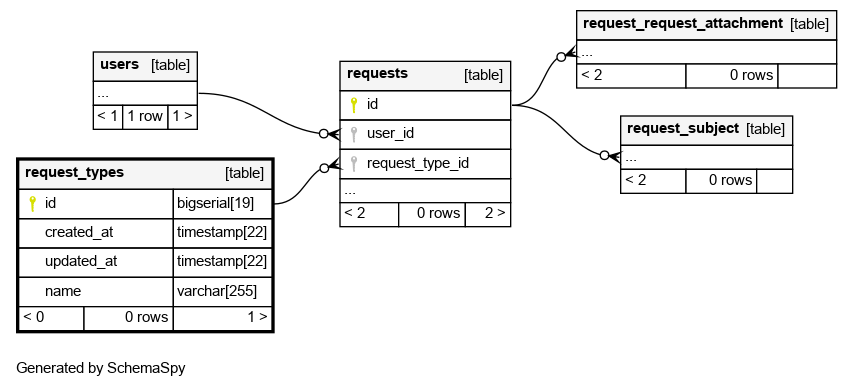 users [table]
...
< 1 1 row 1 >
request_types [table]
id bigserial[19]
created_at timestamp[22]
updated_at timestamp[22]
name varchar[255]
< 0 0 rows 1 >
requests [table]
id
user_id
request_type_id
...
< 2 0 rows 2 >
request_request_attachment [table]
...
< 2 0 rows
request_subject [table]
...
< 2 0 rows
Generated by SchemaSpy